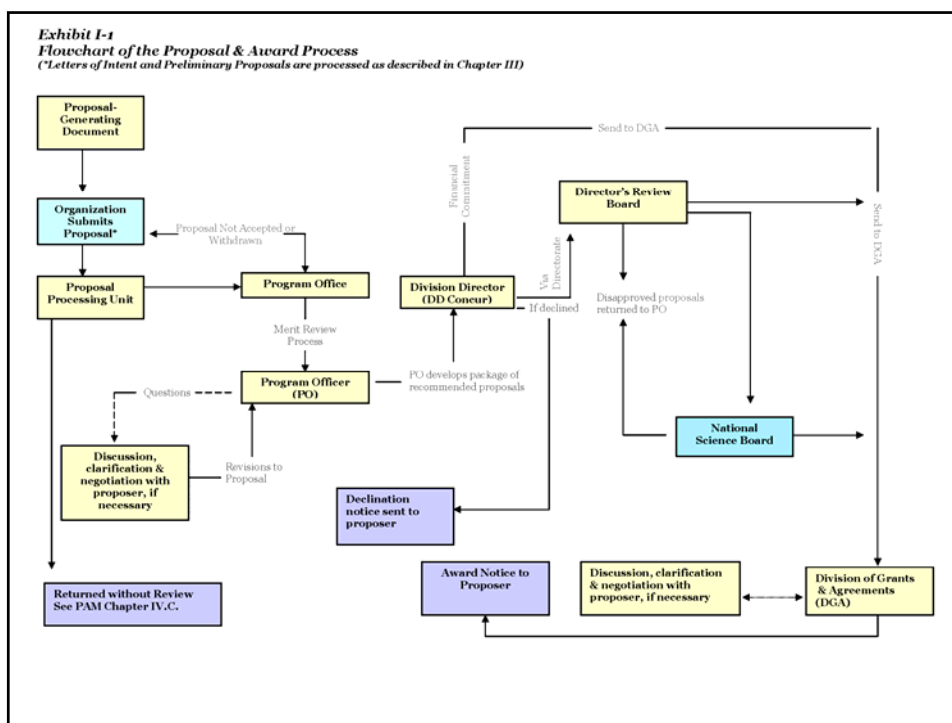 Exhibit I-1
Flowchart of the Proposal & Award Process
(*Letters of Intent and Preliminary Proposals are processed as described in Chapter III)
Proposal-
Generating
Document
Send to DGA
Financial
Commitment
Director's Review
Board
Organization
Submits
Proposal*
Proposal Not Accepted or
Withdrawn
Send to DGA
Via
Directorate
Proposal
Processing Unit
Program Office
Division Director
(DD Concur)
If declined
Disapproved proposals
returned to PO
Merit Review
Process
Program Officer
(PO)
PO develops package of
recommended proposals
Questions
National
Science Board
Discussion,
clarification &
negotiation with
proposer, if
necessary
Revisions to
Proposal
Declination
notice sent to
proposer
Returned without Review
See PAM Chapter IV.C.
Award Notice to
Proposer
Discussion, clarification
& negotiation with
proposer, if necessary
Division of Grants
& Agreements
(DGA)